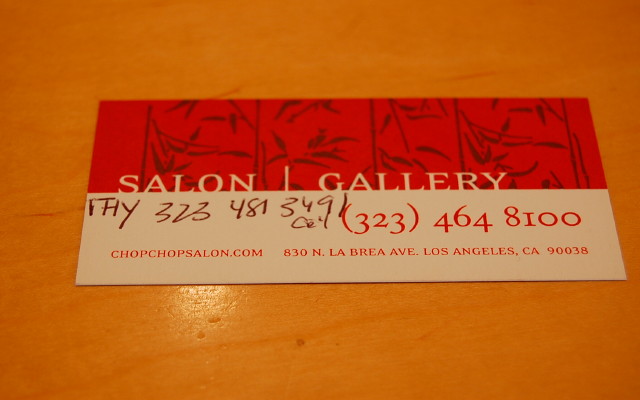 SALON | GALLERY
323 481 3491
cell
(323) 464 8100
CHOPCHOPSALON.COM 830 N. LA BREA AVE. LOS ANGELES, CA 90038